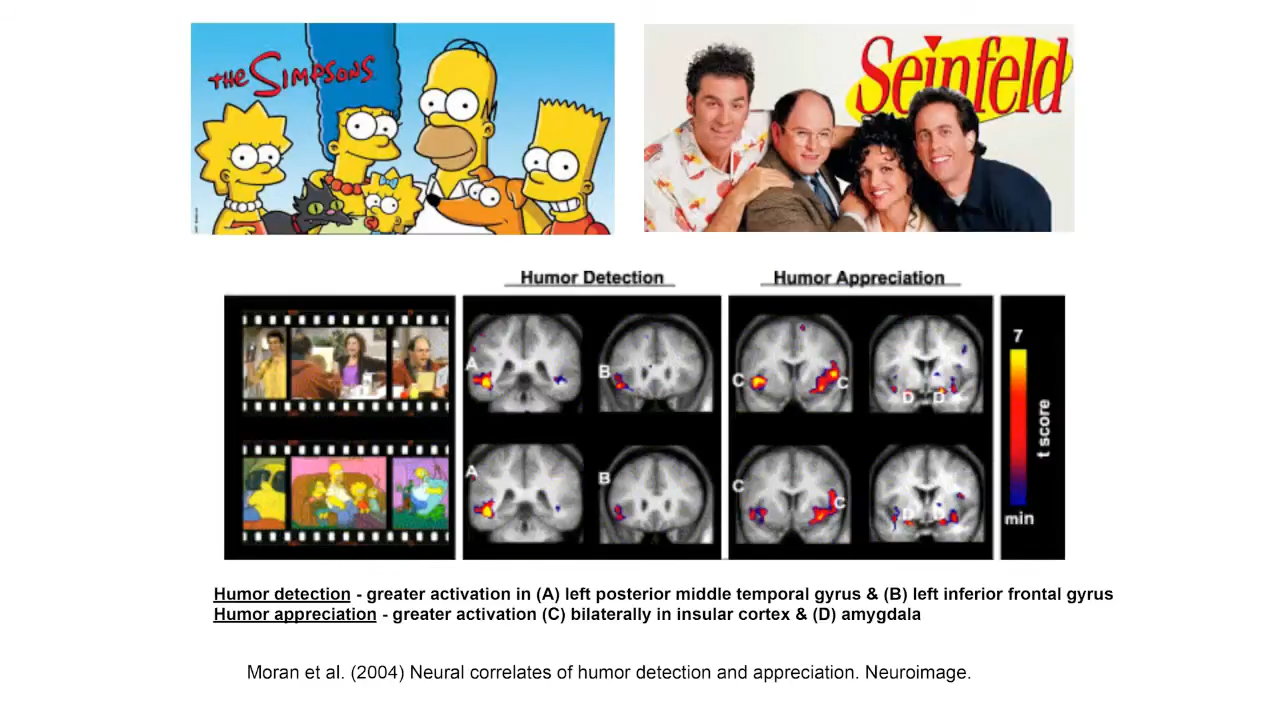 THE SIMPSONS
Seinfeld
Humor Detection
Humor Appreciation
A
B
C
C
D
D
7
t score
min
A
B
C
C
D
Humor detection - greater activation in (A) left posterior middle temporal gyrus & (B) left inferior frontal gyrus
Humor appreciation - greater activation (C) bilaterally in insular cortex & (D) amygdala
Moran et al. (2004) Neural correlates of humor detection and appreciation. Neuroimage.